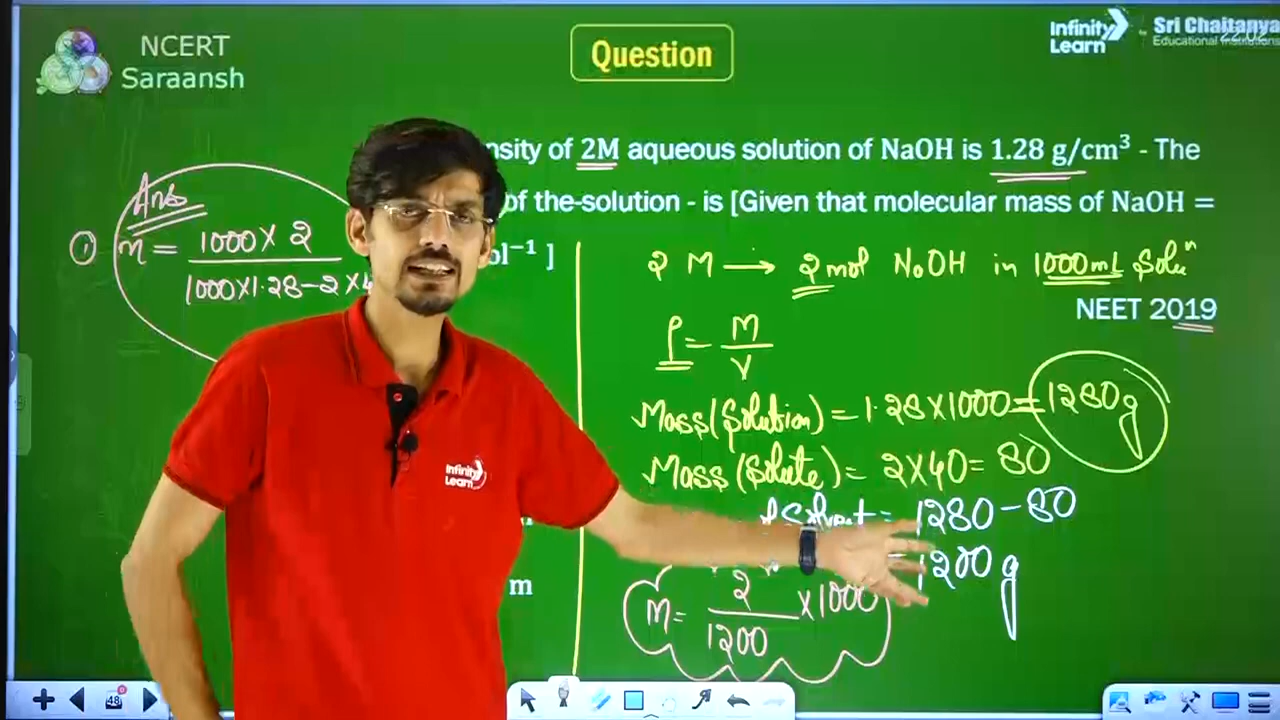 NCERT
Saraansh
Question
Infinity
Learn
Sri Chaitanya
Educational Institutions
nsity of 2M aqueous solution of NaOH is 1.28 g/cm³ - The
of the-solution - is [Given that molecular mass of NaOH =
ol⁻¹ ]
NEET 2019
Ans
① m = 1000 × 2
1000×1.28-2×4
2 M → 2 mol NaOH in 1000mL Soluⁿ
ρ = M
V
Mass(Solution) = 1.28×1000 = 1280g
Mass(Solute) = 2×40 = 80
Solvent = 1280-80
1200 g
m = 2 ×1000
1200
m
Infinity
Learn
48